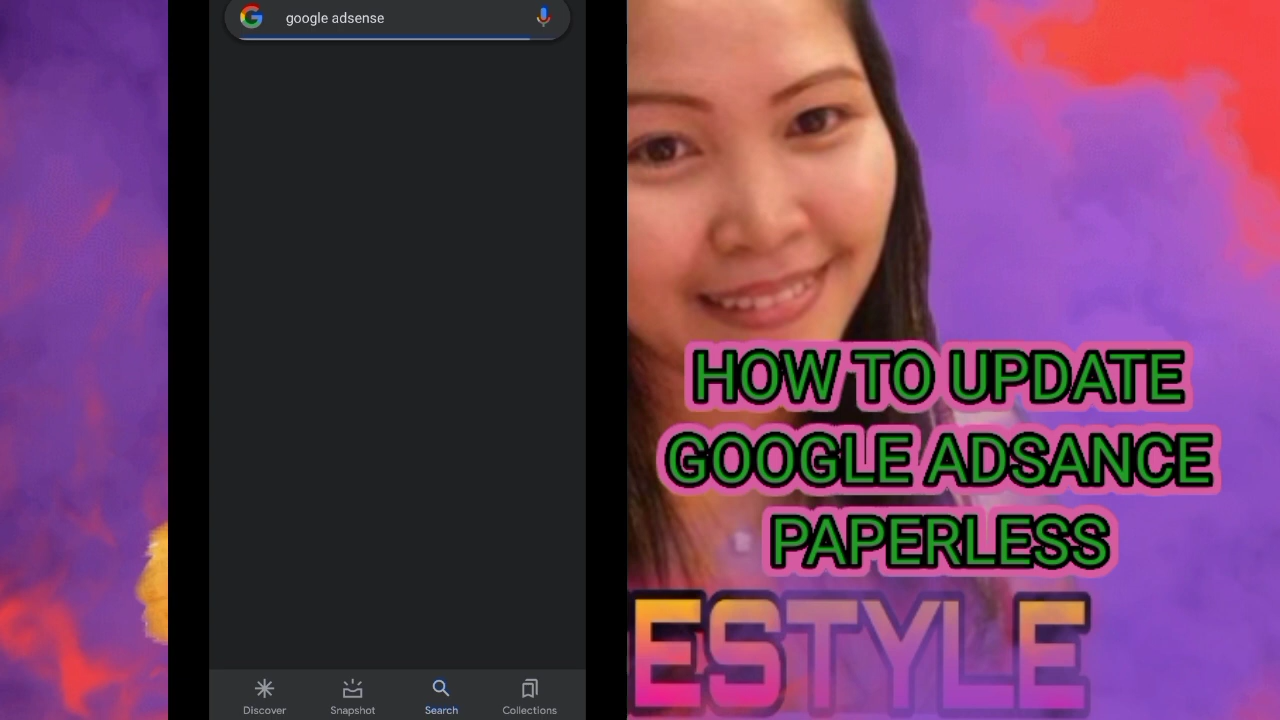 google adsense
Discover
Snapshot
Search
Collections
HOW TO UPDATE
GOOGLE ADSANCE
PAPERLESS
ESTYLE